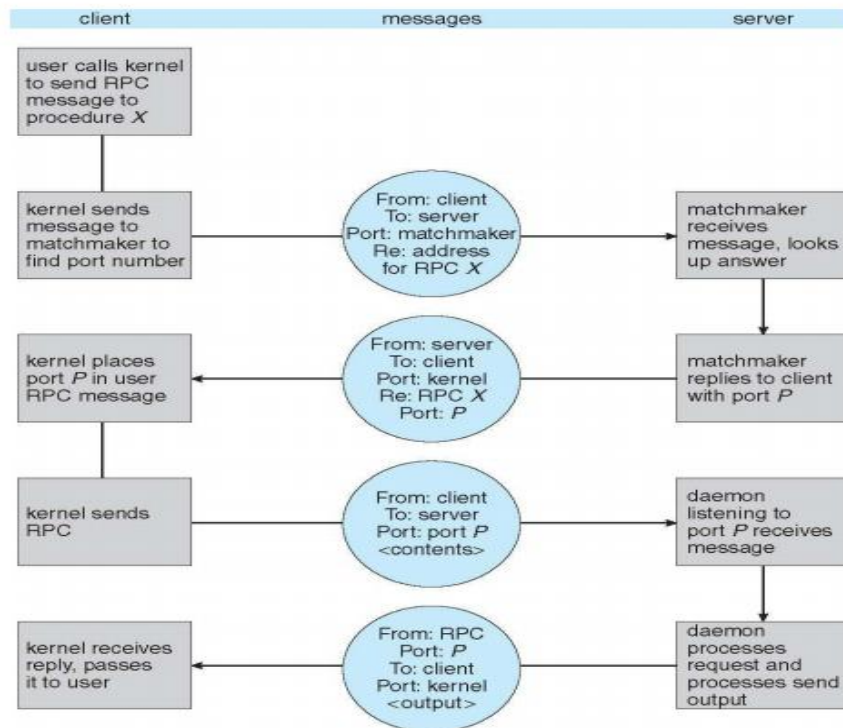 client messages server
user calls kernel
to send RPC
message to
procedure X
kernel sends
message to
matchmaker to
find port number
From: client
To: server
Port: matchmaker
Re: address
for RPC X
matchmaker
receives
message, looks
up answer
kernel places
port P in user
RPC message
From: server
To: client
Port: kernel
Re: RPC X
Port: P
matchmaker
replies to client
with port P
kernel sends
RPC
From: client
To: server
Port: port P
<contents>
daemon
listening to
port P receives
message
kernel receives
reply, passes
it to user
From: RPC
Port: P
To: client
Port: kernel
<output>
daemon
processes
request and
processes send
output